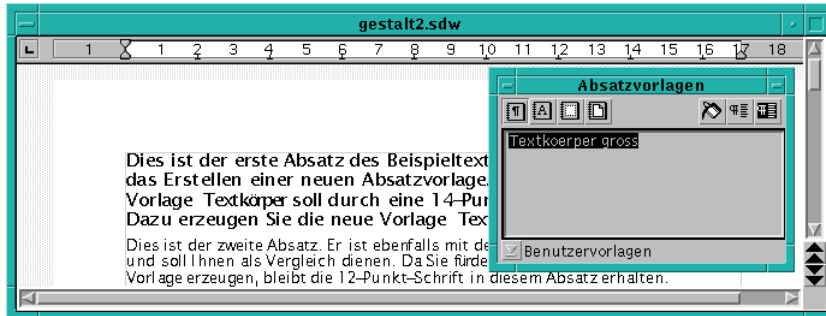 gestalt2.sdw
1 1 2 3 4 5 6 7 8 9 10 11 12 13 14 15 16 17 18
Absatzvorlagen
Textkoerper gross
Benutzervorlagen
Dies ist der erste Absatz des Beispieltext
das Erstellen einer neuen Absatzvorlage.
Vorlage Textkörper soll durch eine 14-Pun
Dazu erzeugen Sie die neue Vorlage Tex
Dies ist der zweite Absatz. Er ist ebenfalls mit de
und soll Ihnen als Vergleich dienen. Da Sie fürde
Vorlage erzeugen, bleibt die 12-Punkt-Schrift in diesem Absatz erhalten.